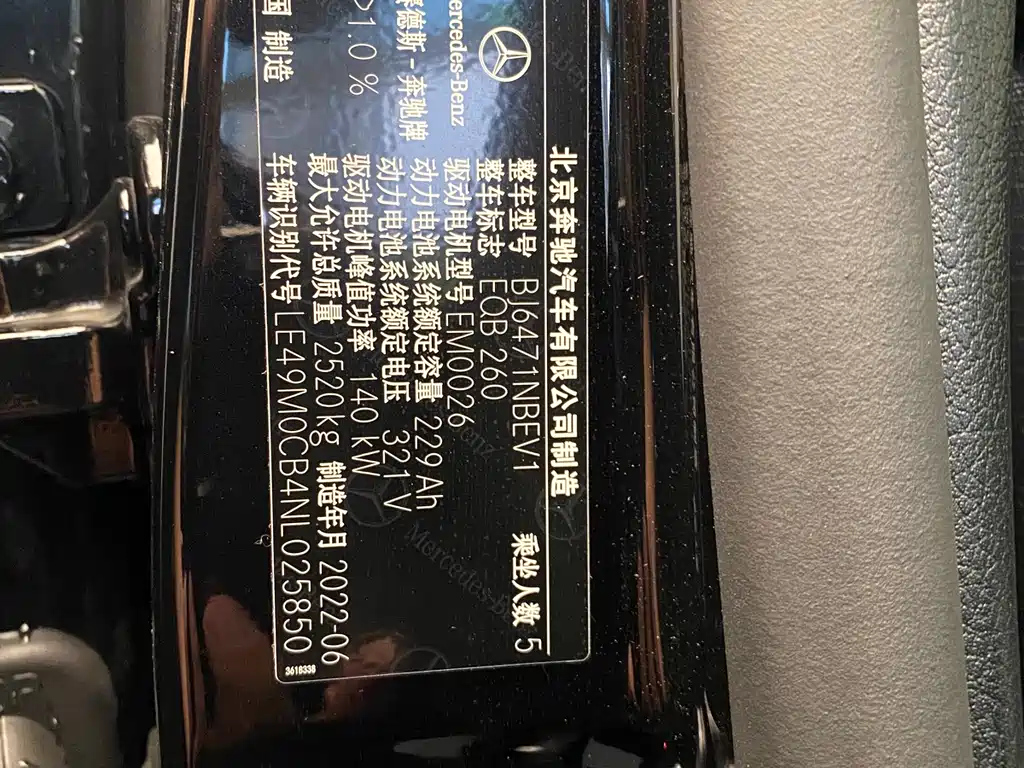 北京奔驰汽车有限公司制造
Mercedes-Benz
德斯-奔驰牌
>1.0 %
国 制造
整车型号 BJ6471NBEV1 乘坐人数 5
整车标志 EQB 260
驱动电机型号 EM0026
动力电池系统额定容量 229 Ah
动力电池系统额定电压 321 V
驱动电机峰值功率 140 kW
最大允许总质量 2520 kg 制造年月 2022-06
车辆识别代号 LE49M0CB4NL025850
3618338